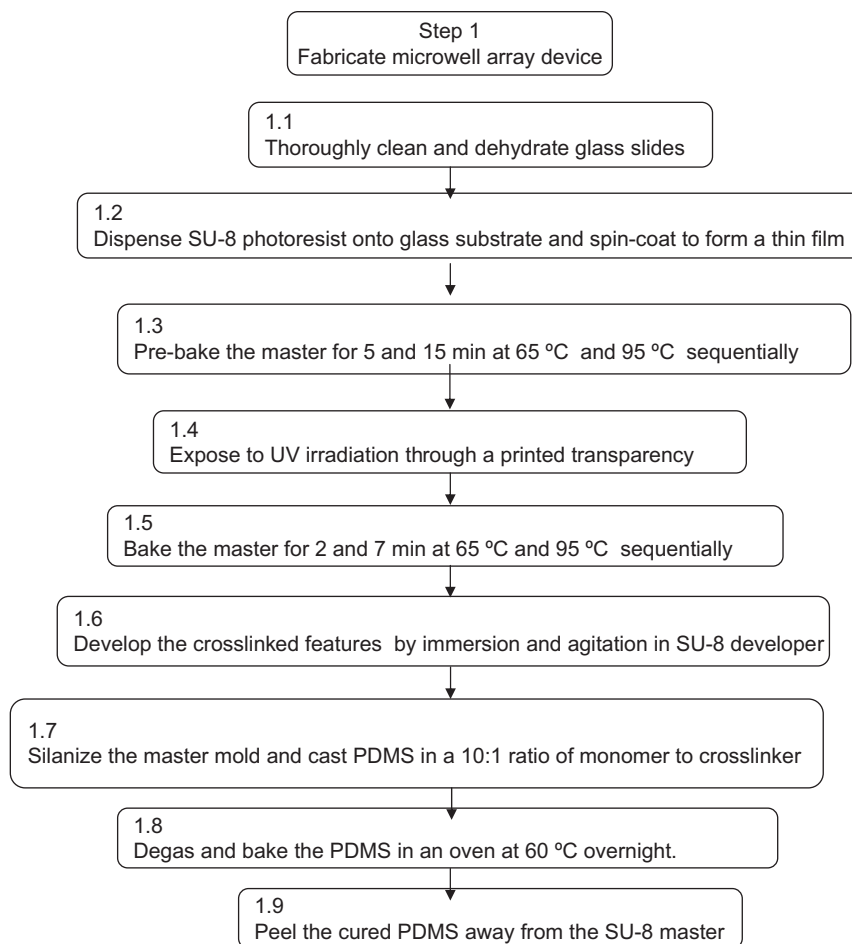 Step 1
Fabricate microwell array device
1.1
Thoroughly clean and dehydrate glass slides
1.2
Dispense SU-8 photoresist onto glass substrate and spin-coat to form a thin film
1.3
Pre-bake the master for 5 and 15 min at 65 ºC and 95 ºC sequentially
1.4
Expose to UV irradiation through a printed transparency
1.5
Bake the master for 2 and 7 min at 65 ºC and 95 ºC sequentially
1.6
Develop the crosslinked features by immersion and agitation in SU-8 developer
1.7
Silanize the master mold and cast PDMS in a 10:1 ratio of monomer to crosslinker
1.8
Degas and bake the PDMS in an oven at 60 ºC overnight.
1.9
Peel the cured PDMS away from the SU-8 master